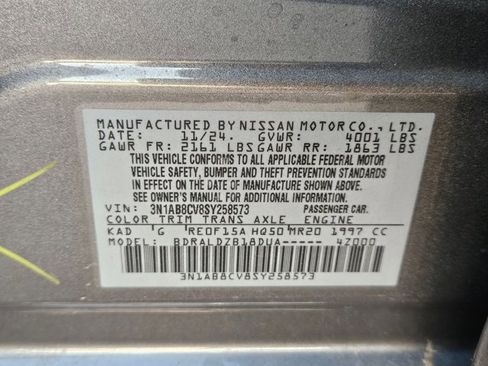 MANUFACTURED BY NISSAN MOTOR CO., LTD.
DATE: 11/24 GVWR: 4001 LBS
GAWR FR: 2161 LBS GAWR RR: 1863 LBS
THIS VEHICLE CONFORMS TO ALL APPLICABLE FEDERAL MOTOR
VEHICLE SAFETY, BUMPER AND THEFT PREVENTION STANDARDS
IN EFFECT ON THE DATE OF MANUFACTURE SHOWN ABOVE.
SEE OWNER'S MANUAL FOR ADDITIONAL INFORMATION.
VIN: 3N1AB8CV8SY258573 PASSENGER CAR.
COLOR TRIM TRANS AXLE ENGINE
KAD G RE0F15A HQ50 MR20 1997 CC
MODEL: BDRALDZB18DUA----- 4Z000
3N1AB8CV8SY258573